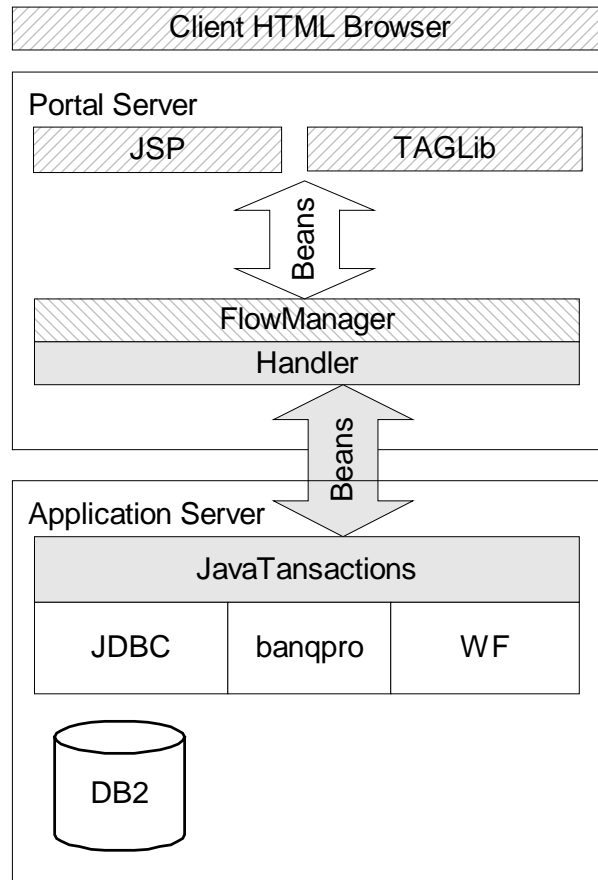 Client HTML Browser
Portal Server
JSP
TAGLib
Beans
FlowManager
Handler
Beans
Application Server
JavaTansactions
JDBC
banqpro
WF
DB2